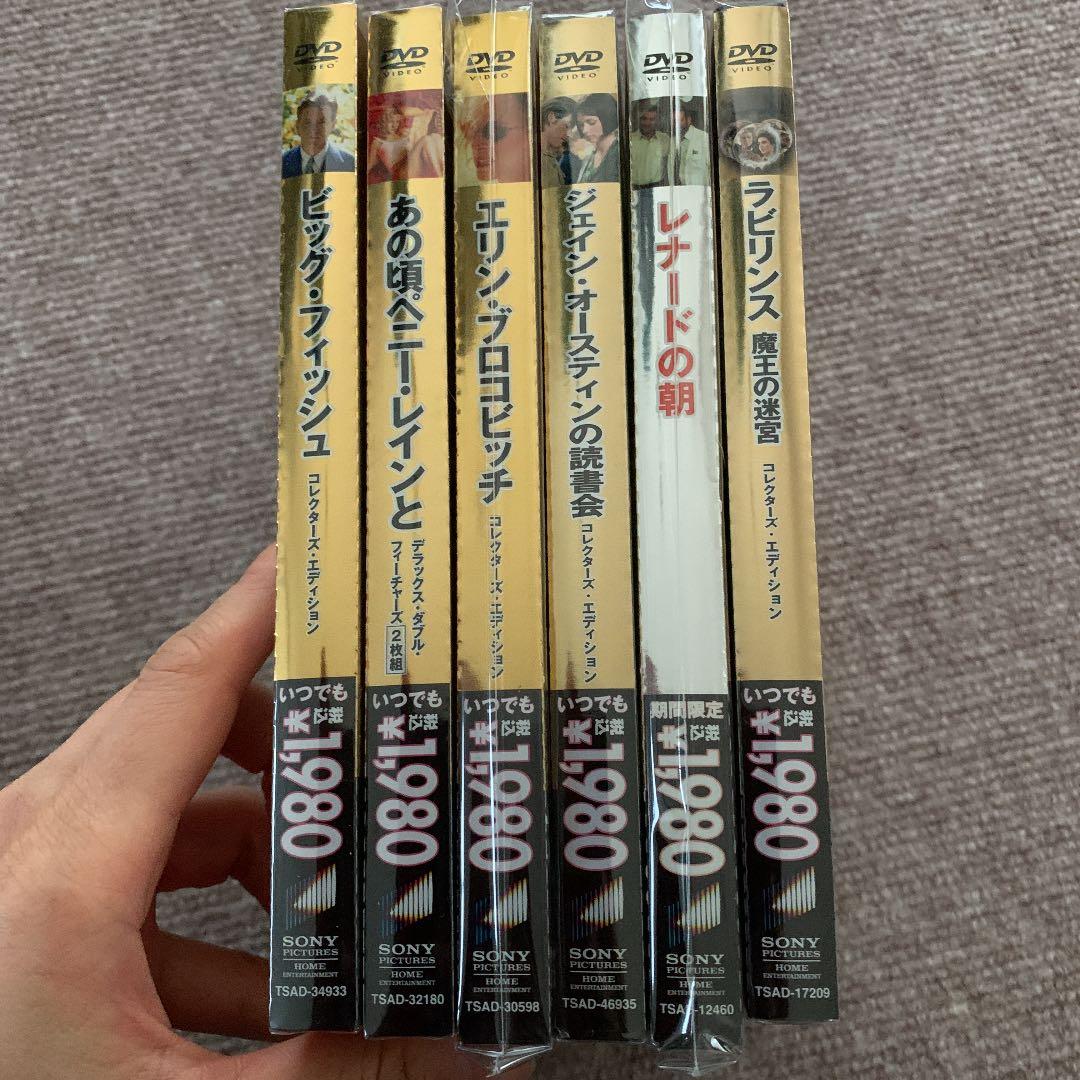 DVD
VIDEO
ビッグ・フィッシュ
コレクターズ・エディション
いつでも
税込
¥1,980
SONY
PICTURES
HOME
ENTERTAINMENT
TSAD-34933
DVD
VIDEO
あの頃ペニー・レインと
デラックス・ダブル・
フィーチャーズ 2枚組
いつでも
税込
¥1,980
SONY
PICTURES
HOME
ENTERTAINMENT
TSAD-32180
DVD
VIDEO
エリン・ブロコビッチ
コレクターズ・エディション
いつでも
税込
¥1,980
SONY
PICTURES
HOME
ENTERTAINMENT
TSAD-30598
DVD
VIDEO
ジェイン・オースティンの読書会
コレクターズ・エディション
いつでも
税込
¥1,980
SONY
PICTURES
HOME
ENTERTAINMENT
TSAD-46935
DVD
VIDEO
レナードの朝
期間限定
税込
¥1,980
SONY
PICTURES
HOME
ENTERTAINMENT
TSAD-12460
DVD
VIDEO
ラビリンス 魔王の迷宮
コレクターズ・エディション
いつでも
税込
¥1,980
SONY
PICTURES
HOME
ENTERTAINMENT
TSAD-17209